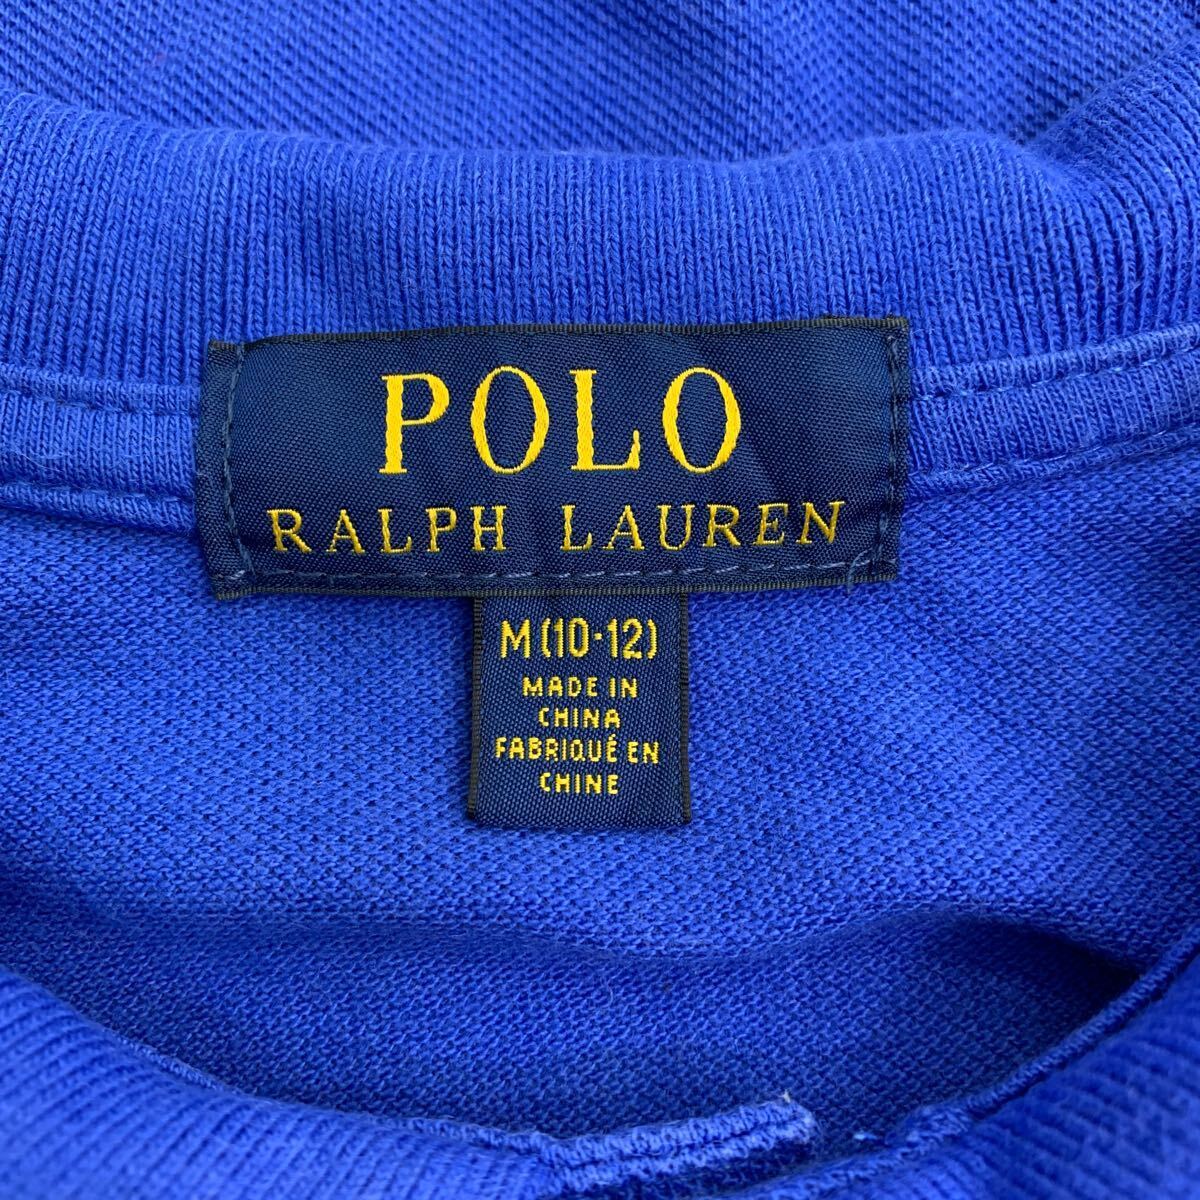 POLO
RALPH LAUREN
M (10·12)
MADE IN
CHINA
FABRIQUÉ EN
CHINE